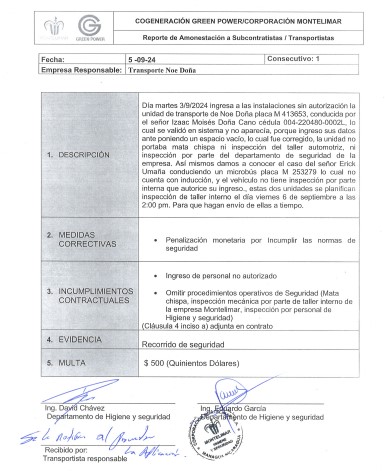 GREEN POWER
COGENERACIÓN GREEN POWER/CORPORACIÓN MONTELIMAR
Reporte de Amonestación a Subcontratistas / Transportistas
Fecha: 5 -09-24 Consecutivo: 1
Empresa Responsable: Transporte Noe Doña
1. DESCRIPCIÓN
Día martes 3/9/2024 ingresa a las instalaciones sin autorización la
unidad de transporte de Noe Doña placa M 413653, conducida por
el señor Izaac Moisés Doña Cano cédula 004-220480-0002L, lo
cual se validó en sistema y no aparecía, porque ingreso sus datos
ante poniendo un espacio vacío, lo cual fue corregido, la unidad no
portaba mata chispa ni inspección del taller automotriz, ni
inspección por parte del departamento de seguridad de la
empresa. Así mismos damos a conocer el caso del señor Erick
Umaña conduciendo un microbús placa M 253279 lo cual no
cuenta con inducción, y el vehículo no tiene inspección por parte
interna que autorice su ingreso., estas dos unidades se planifican
inspección de taller interno el día viernes 6 de septiembre a las
2:00 pm. Para que hagan envío de ellas a tiempo.
2. MEDIDAS
CORRECTIVAS
• Penalización monetaria por Incumplir las normas de
seguridad
3. INCUMPLIMIENTOS
CONTRACTUALES
• Ingreso de personal no autorizado
• Omitir procedimientos operativos de Seguridad (Mata
chispa, inspección mecánica por parte de taller interno de
la empresa Montelimar, inspección por personal de
Higiene y seguridad)
(Cláusula 4 inciso a) adjunta en contrato
4. EVIDENCIA
Recorrido de seguridad
5. MULTA
$ 500 (Quinientos Dólares)
Ing. David Chávez
Departamento de Higiene y seguridad
Ing. Eduardo García
Departamento de Higiene y seguridad
MONTELIMAR
Se le al
la
Recibido por:
Transportista responsable